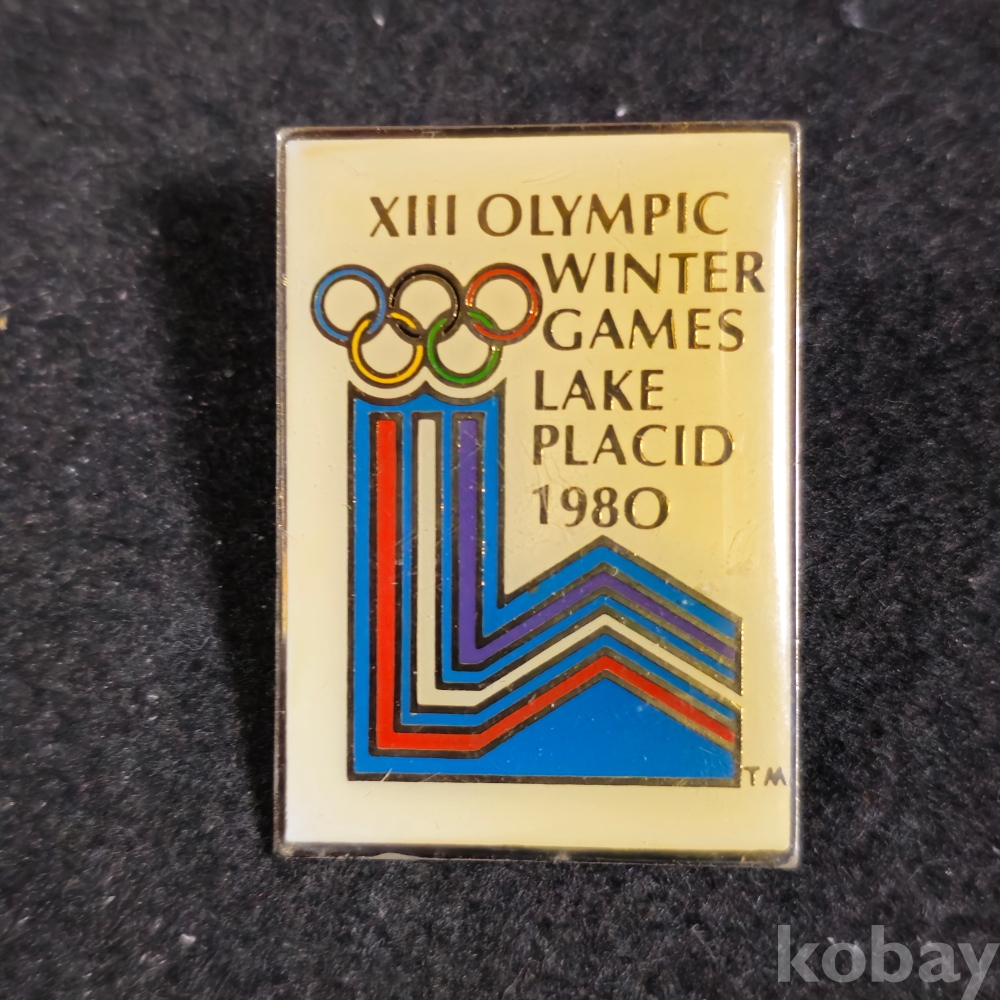 XIII OLYMPIC
WINTER
GAMES
LAKE
PLACID
1980
TM
kobay